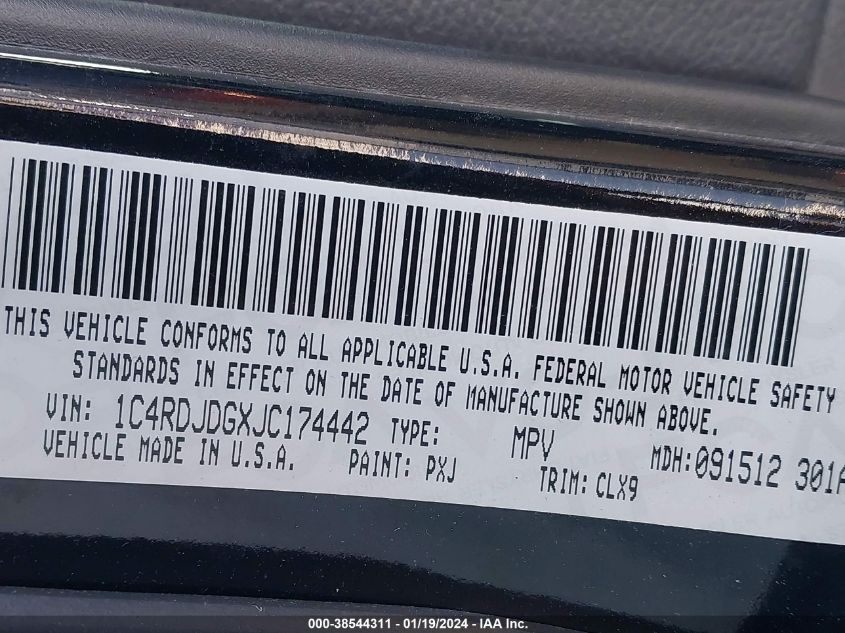 THIS VEHICLE CONFORMS TO ALL APPLICABLE U.S.A. FEDERAL MOTOR VEHICLE SAFETY
STANDARDS IN EFFECT ON THE DATE OF MANUFACTURE SHOWN ABOVE.
VIN: 1C4RDJDGXJC174442 TYPE: MPV MDH:091512 301A
VEHICLE MADE IN U.S.A. PAINT: PXJ TRIM: CLX9
000-38544311 - 01/19/2024 - IAA Inc.